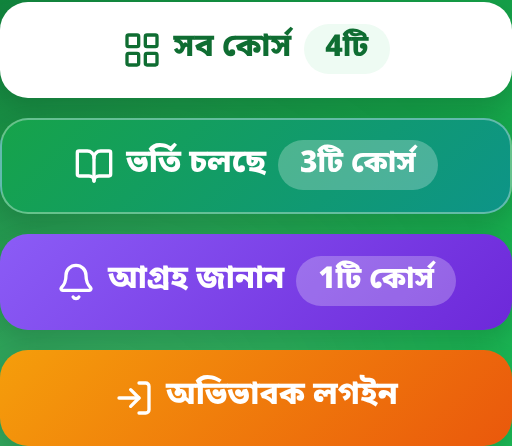 সব কোর্স 4টি
ভর্তি চলছে 3টি কোর্স
আগ্রহ জানান 1টি কোর্স
অভিভাবক লগইন